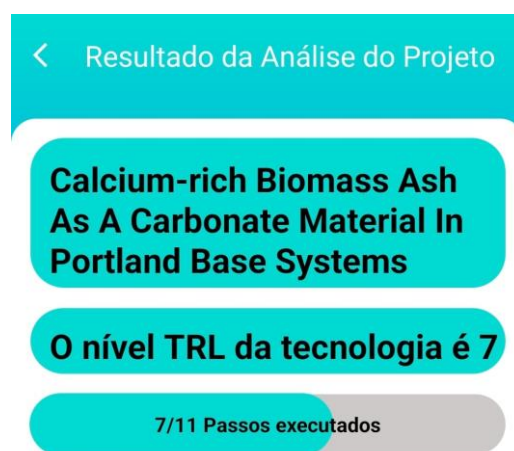 Resultado da Análise do Projeto
Calcium-rich Biomass Ash
As A Carbonate Material In
Portland Base Systems
O nível TRL da tecnologia é 7
7/11 Passos executados